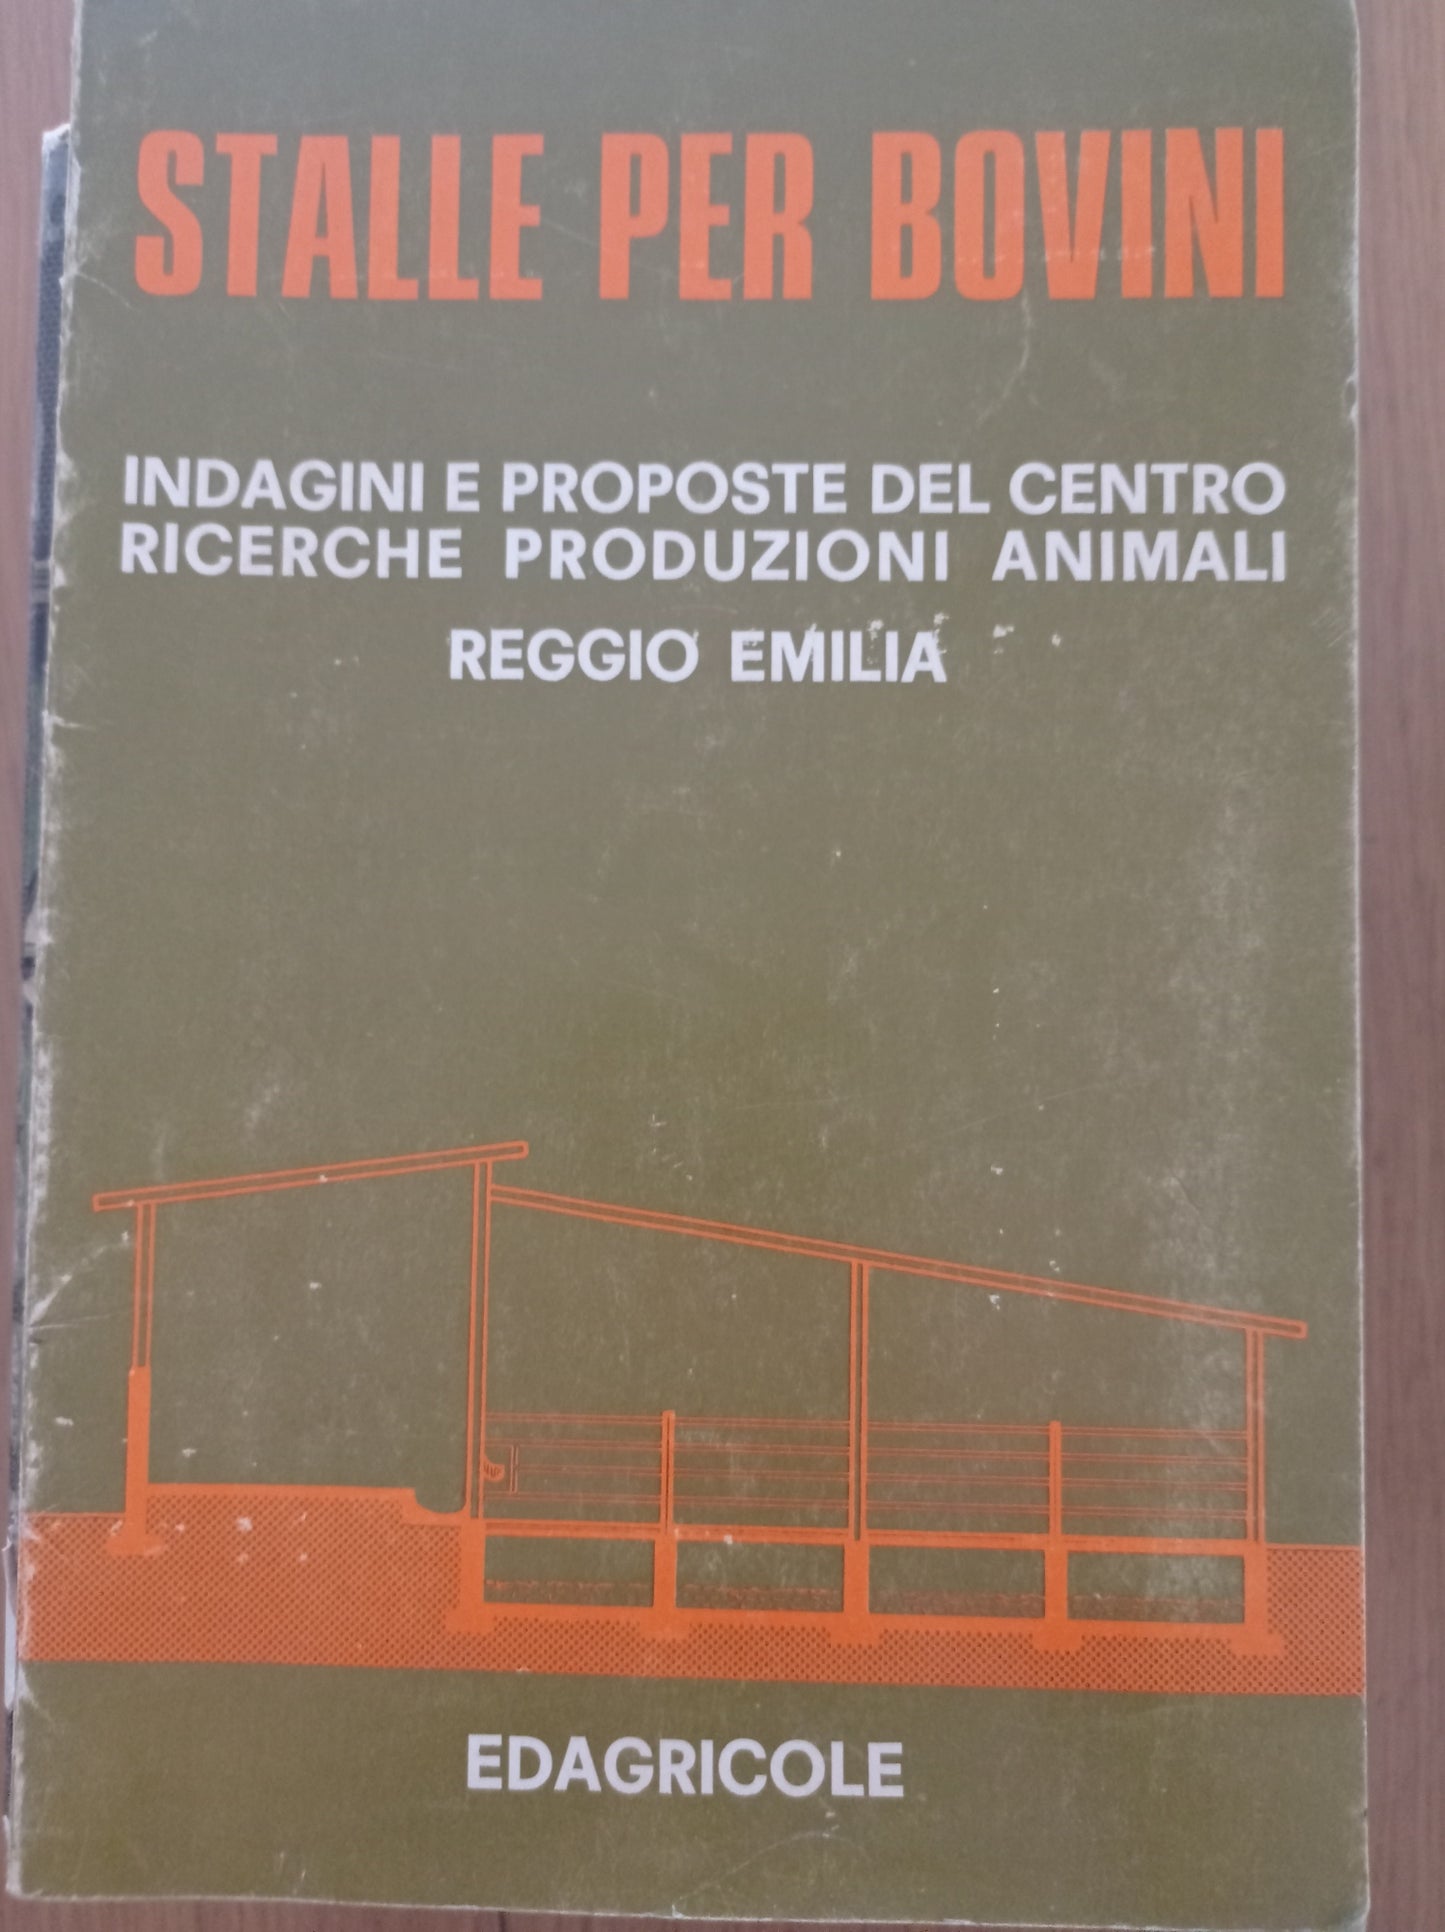 STALLE PER BOVINI
INDAGINI E PROPOSTE DEL CENTRO
RICERCHE PRODUZIONI ANIMALI
REGGIO EMILIA
EDAGRICOLE